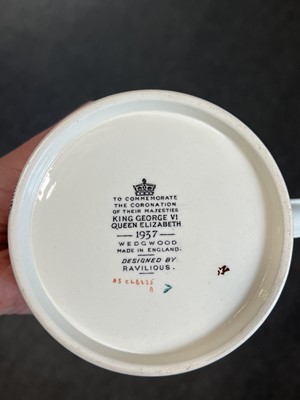 TO COMMEMORATE
THE CORONATION
OF THEIR MAJESTIES
KING GEORGE VI
QUEEN ELIZABETH
— 1937 —
WEDGWOOD
MADE IN ENGLAND.
DESIGNED BY
RAVILIOUS.